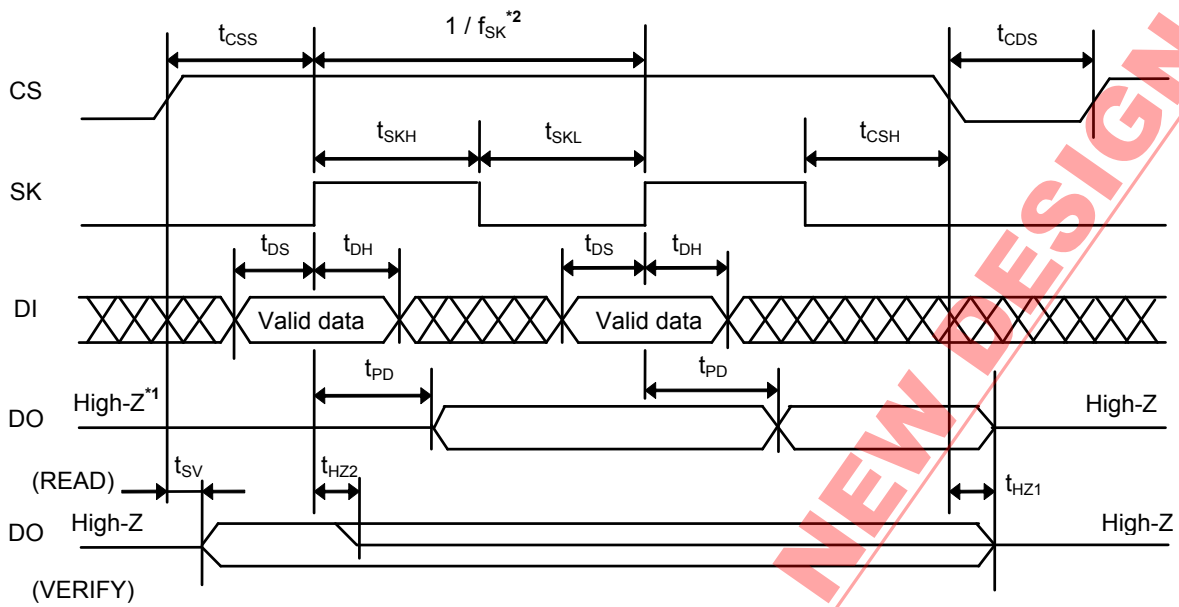 tCSS 1 / fSK*2 tCDS
CS
tSKH tSKL tCSH
SK
tDS tDH tDS tDH
DI Valid data Valid data
tPD tPD
DO High-Z*1 High-Z
(READ) tSV tHZ2 tHZ1
DO High-Z High-Z
(VERIFY)
NEW DESIGN